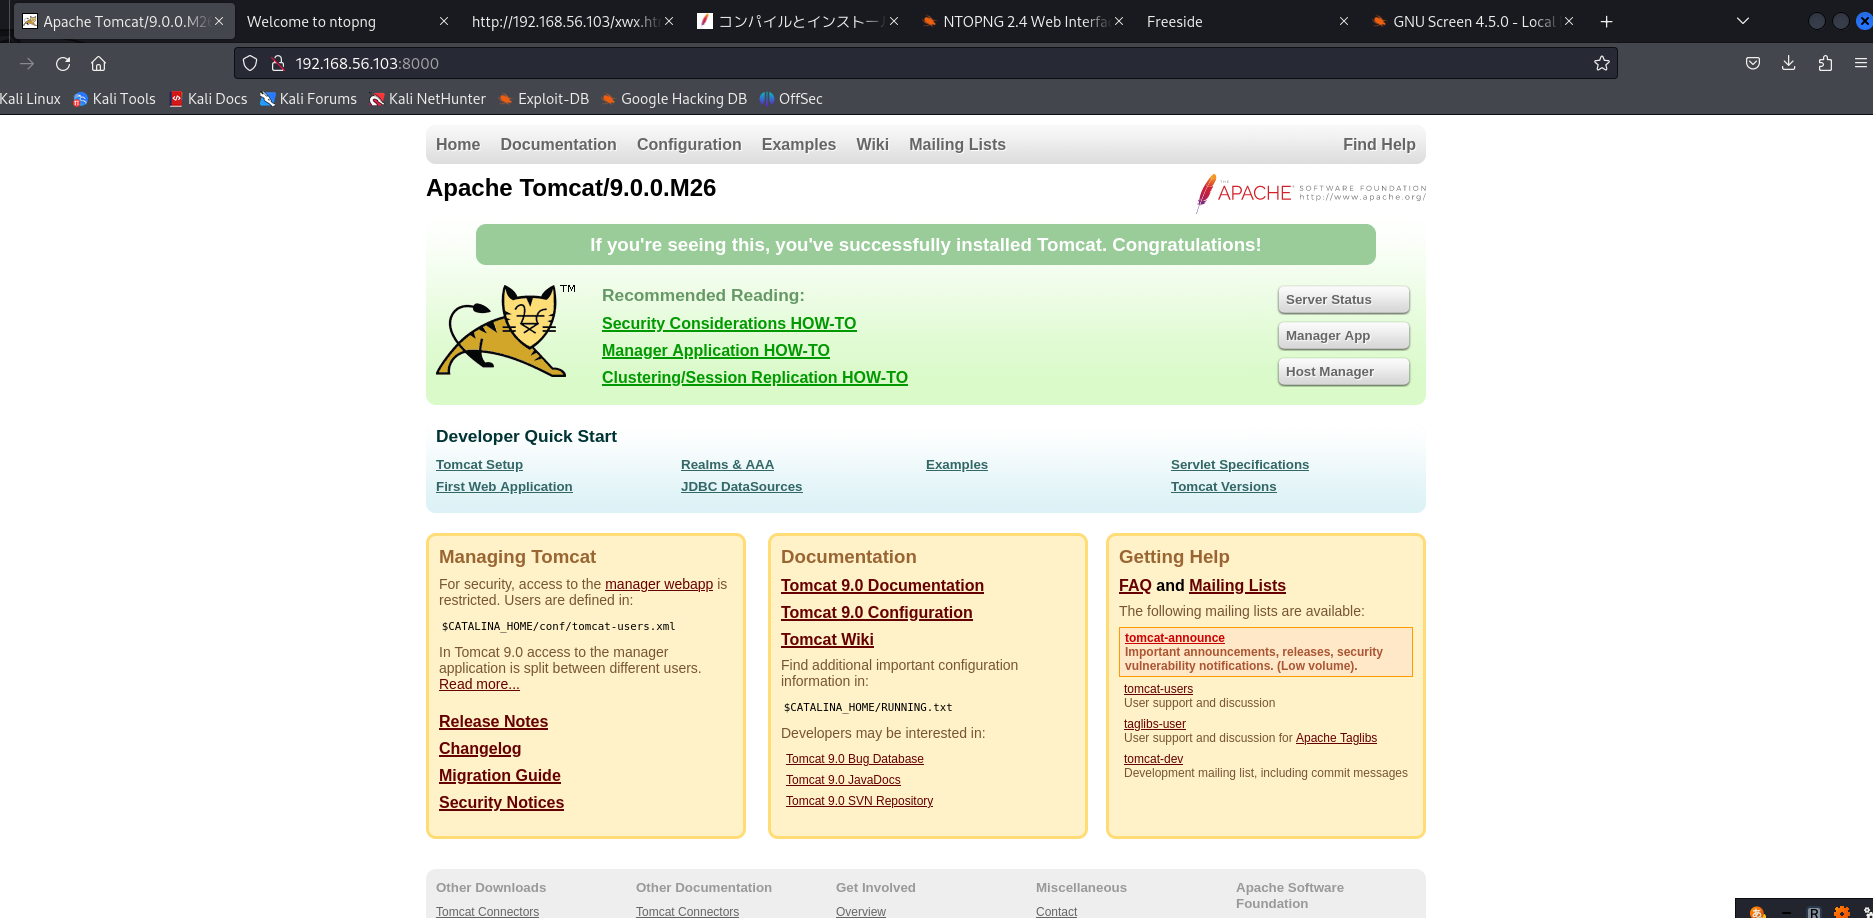 Apache Tomcat/9.0.0.M2
Welcome to ntopng
http://192.168.56.103/xwx.ht
コンパイルとインストール
NTOPNG 2.4 Web Interfa
Freeside
GNU Screen 4.5.0 - Local
192.168.56.103:8000
Kali Linux Kali Tools Kali Docs Kali Forums Kali NetHunter Exploit-DB Google Hacking DB OffSec
Home Documentation Configuration Examples Wiki Mailing Lists Find Help
Apache Tomcat/9.0.0.M26
THE APACHE SOFTWARE FOUNDATION
http://www.apache.org/
If you're seeing this, you've successfully installed Tomcat. Congratulations!
TM
Recommended Reading:
Security Considerations HOW-TO
Manager Application HOW-TO
Clustering/Session Replication HOW-TO
Server Status
Manager App
Host Manager
Developer Quick Start
Tomcat Setup
First Web Application
Realms & AAA
JDBC DataSources
Examples
Servlet Specifications
Tomcat Versions
Managing Tomcat
For security, access to the manager webapp is
restricted. Users are defined in:
$CATALINA_HOME/conf/tomcat-users.xml
In Tomcat 9.0 access to the manager
application is split between different users.
Read more...
Release Notes
Changelog
Migration Guide
Security Notices
Documentation
Tomcat 9.0 Documentation
Tomcat 9.0 Configuration
Tomcat Wiki
Find additional important configuration
information in:
$CATALINA_HOME/RUNNING.txt
Developers may be interested in:
Tomcat 9.0 Bug Database
Tomcat 9.0 JavaDocs
Tomcat 9.0 SVN Repository
Getting Help
FAQ and Mailing Lists
The following mailing lists are available:
tomcat-announce
Important announcements, releases, security
vulnerability notifications. (Low volume).
tomcat-users
User support and discussion
taglibs-user
User support and discussion for Apache Taglibs
tomcat-dev
Development mailing list, including commit messages
Other Downloads
Tomcat Connectors
Other Documentation
Tomcat Connectors
Get Involved
Overview
Miscellaneous
Contact
Apache Software
Foundation
あ
R